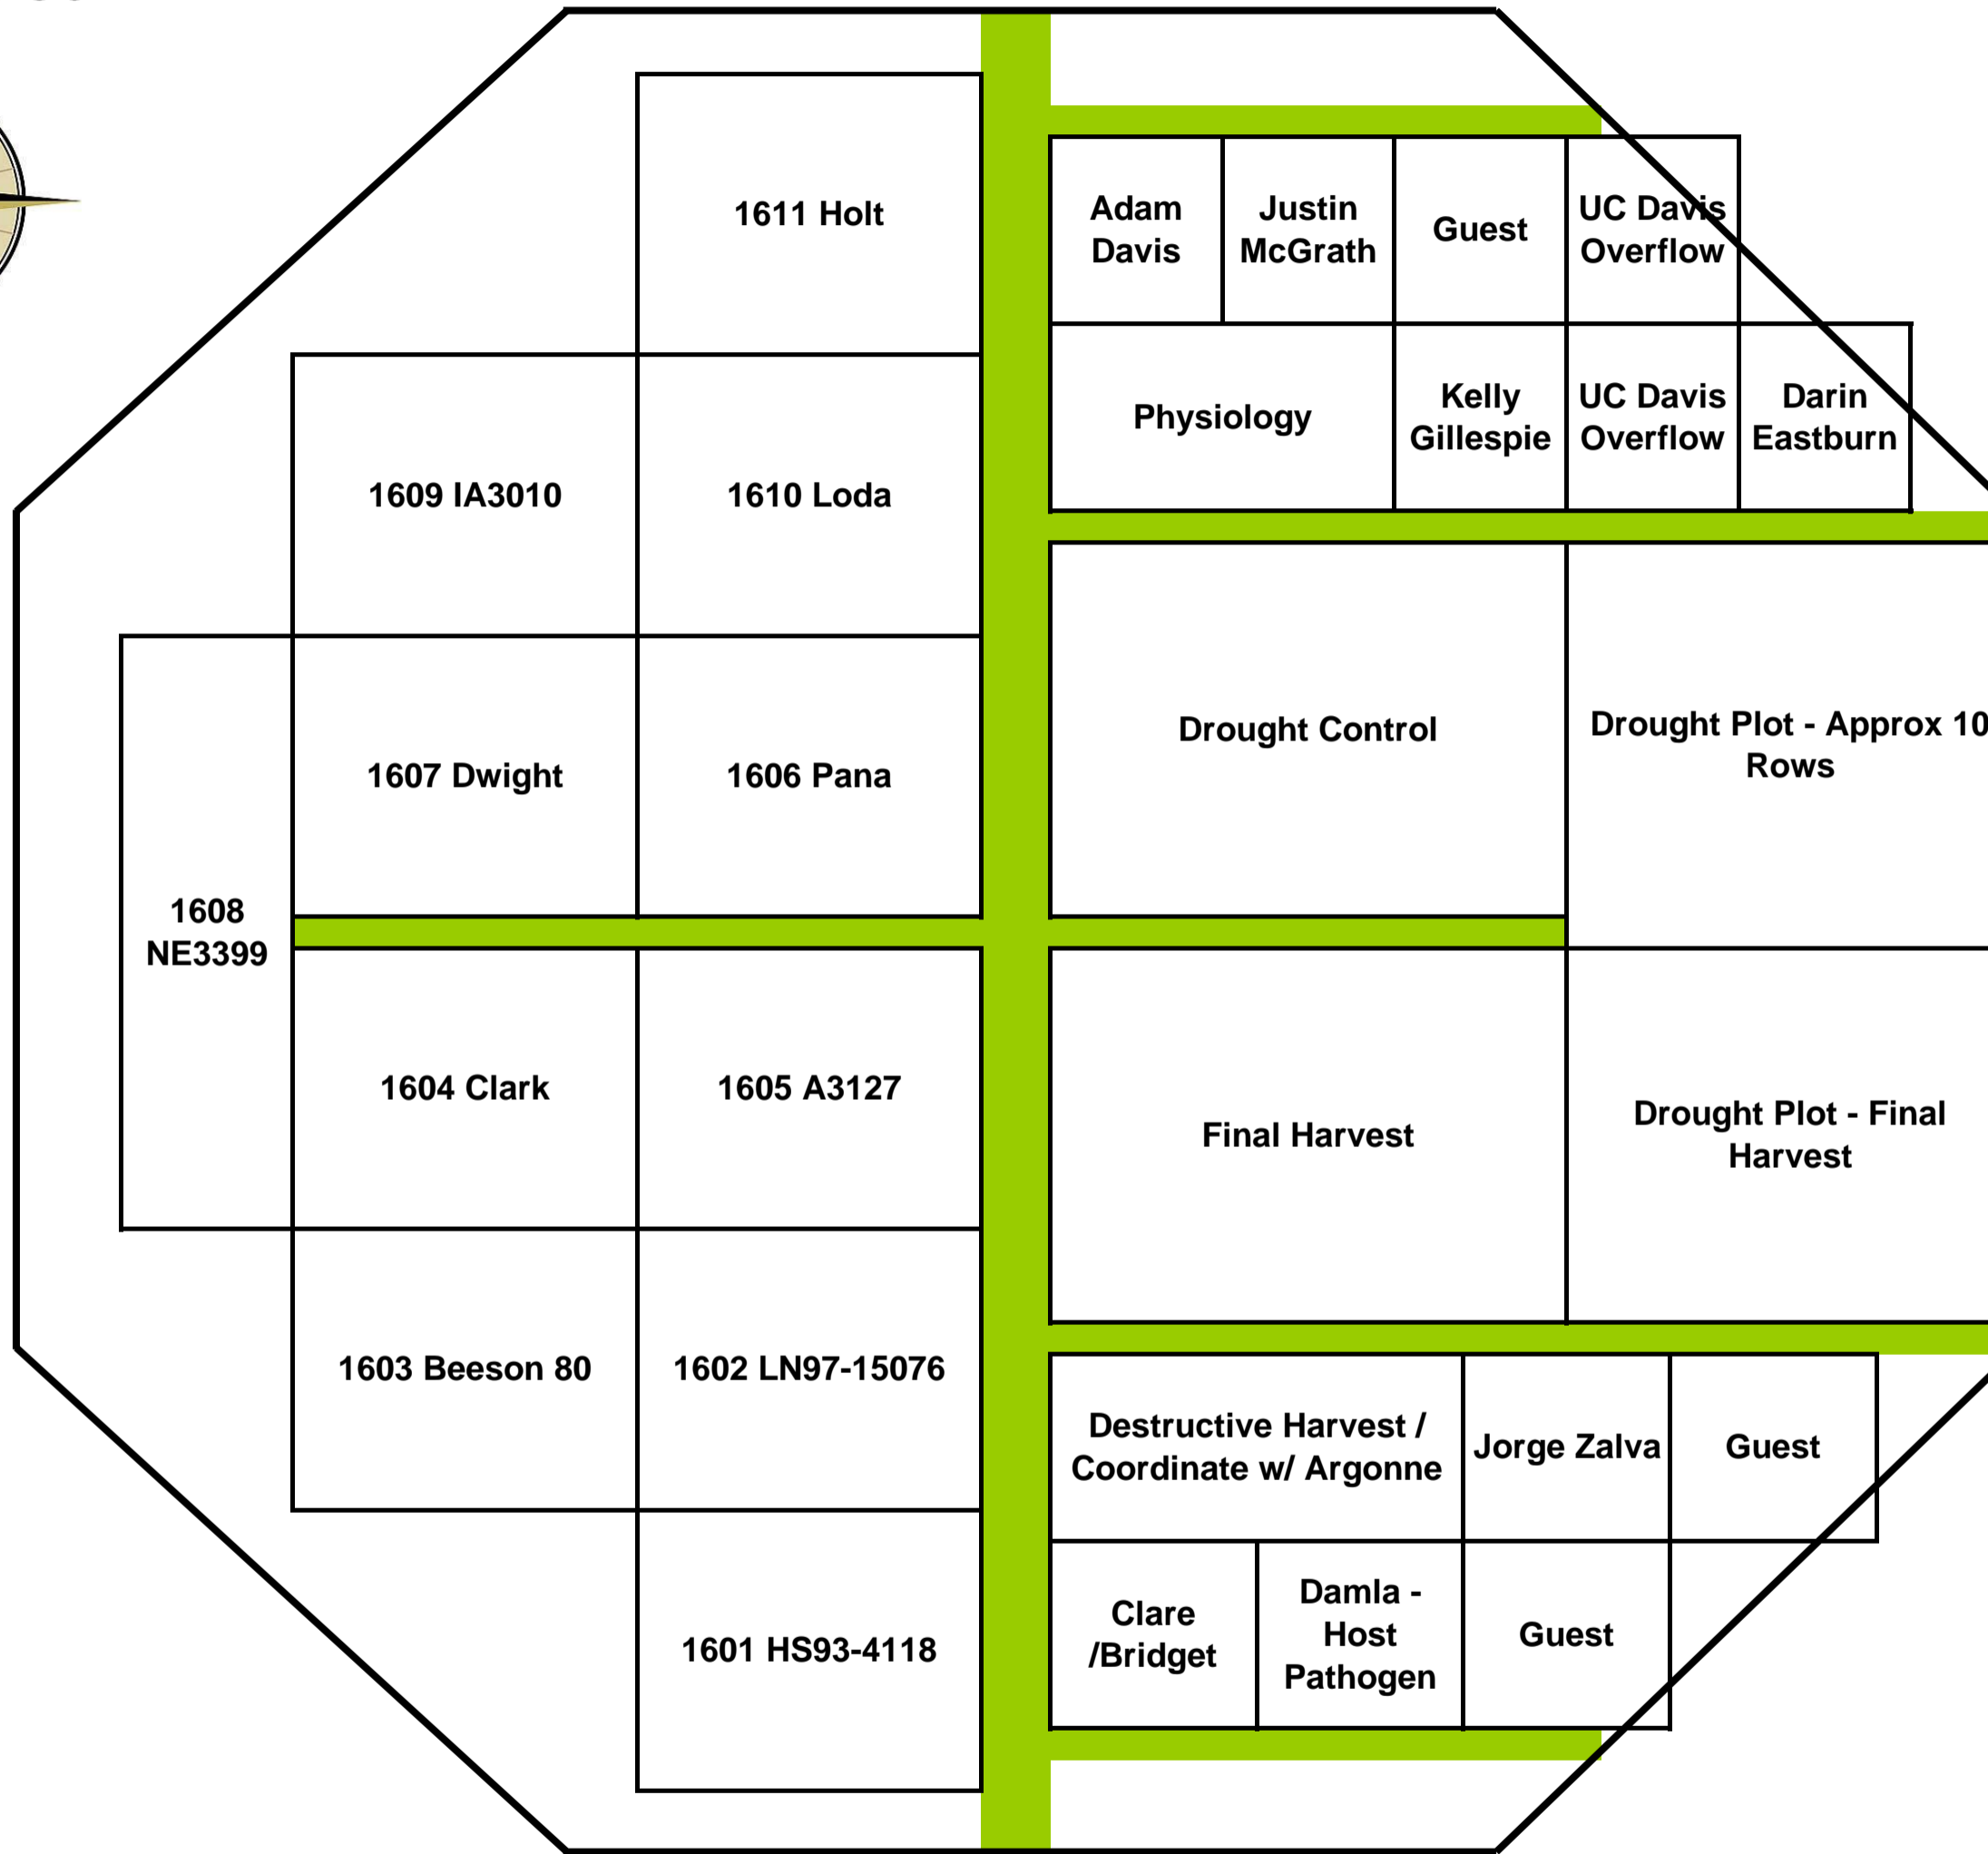 1611 Holt
Adam
Davis
Justin
McGrath
Guest
UC Davis
Overflow
1609 IA3010
1610 Loda
Physiology
Kelly
Gillespie
UC Davis
Overflow
Darin
Eastburn
1607 Dwight
1606 Pana
Drought Control
Drought Plot - Approx 10
Rows
1608
NE3399
1604 Clark
1605 A3127
Final Harvest
Drought Plot - Final
Harvest
1603 Beeson 80
1602 LN97-15076
Destructive Harvest /
Coordinate w/ Argonne
Jorge Zalva
Guest
1601 HS93-4118
Clare
/Bridget
Damla -
Host
Pathogen
Guest